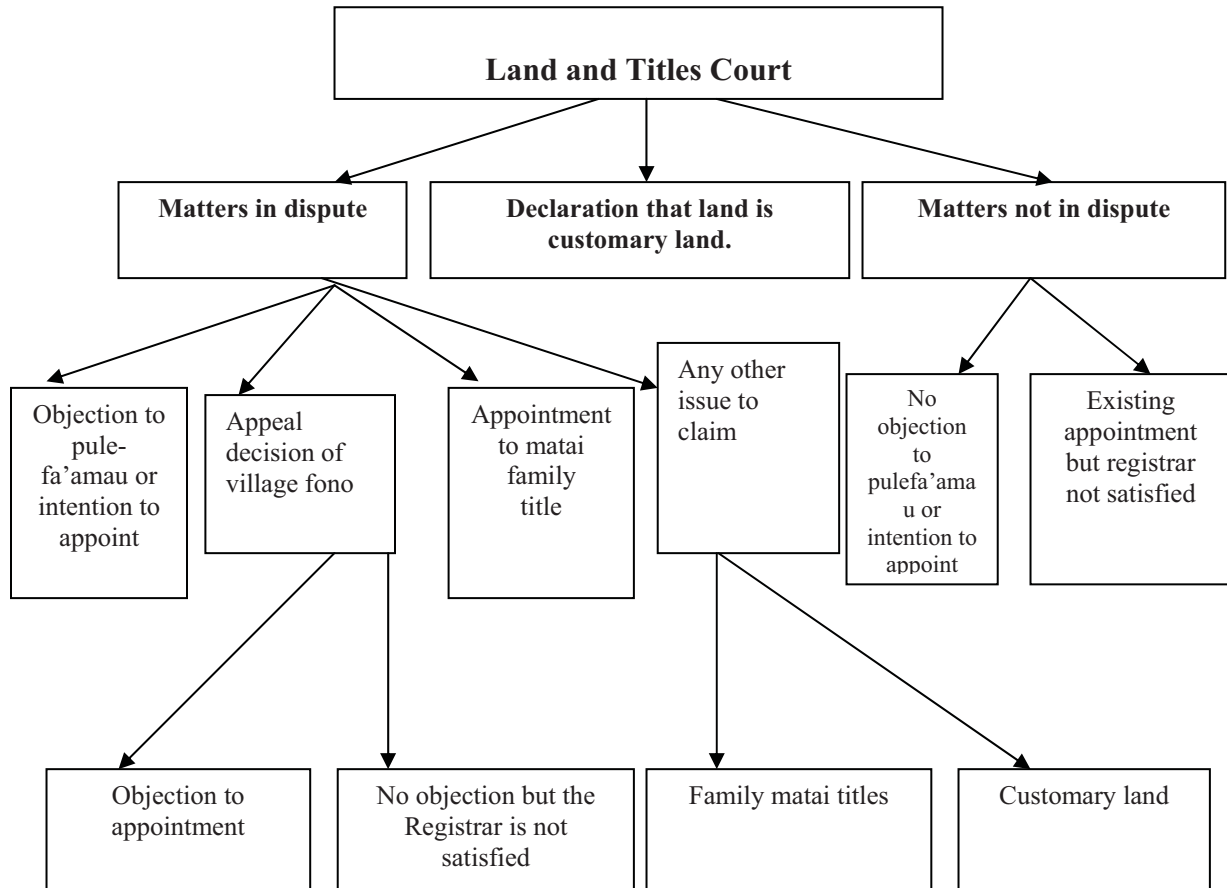 Land and Titles Court
Matters in dispute
Declaration that land is
customary land.
Matters not in dispute
Objection to
pule-
fa’amau or
intention to
appoint
Appeal
decision of
village fono
Appointment
to matai
family
title
Any other
issue to
claim
No
objection
to
pulefa’ama
u or
intention to
appoint
Existing
appointment
but registrar
not satisfied
Objection to
appointment
No objection but the
Registrar is not
satisfied
Family matai titles
Customary land